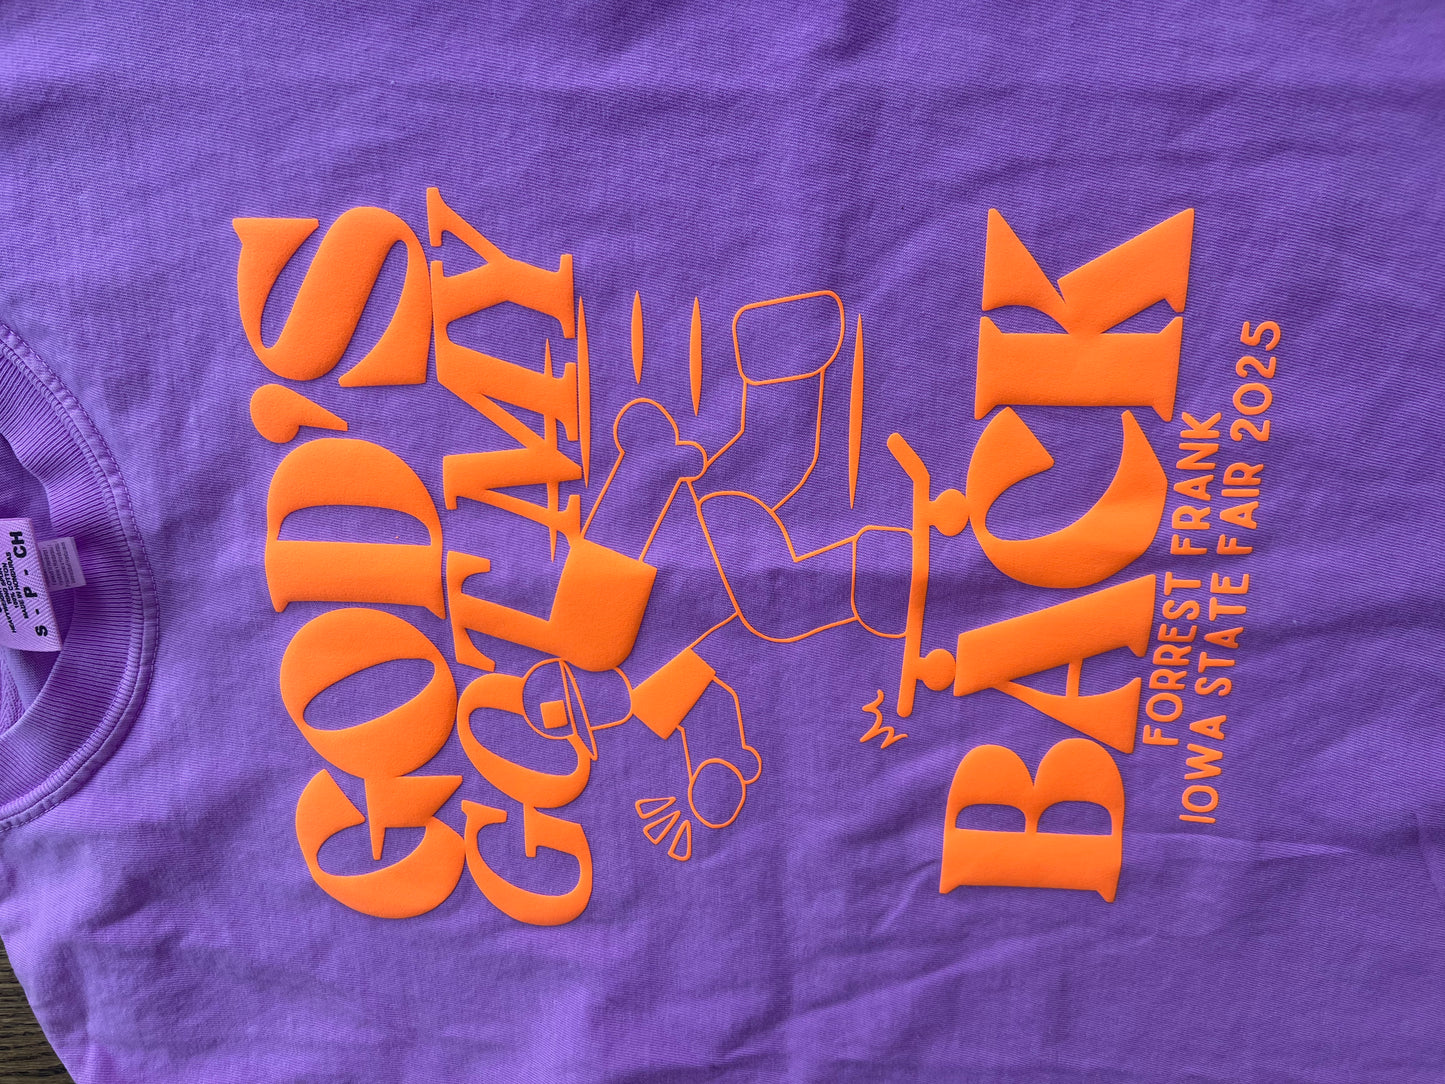 GOD'S
GOT MY
BACK
FORREST FRANK
IOWA STATE FAIR 2025
S - P - CH